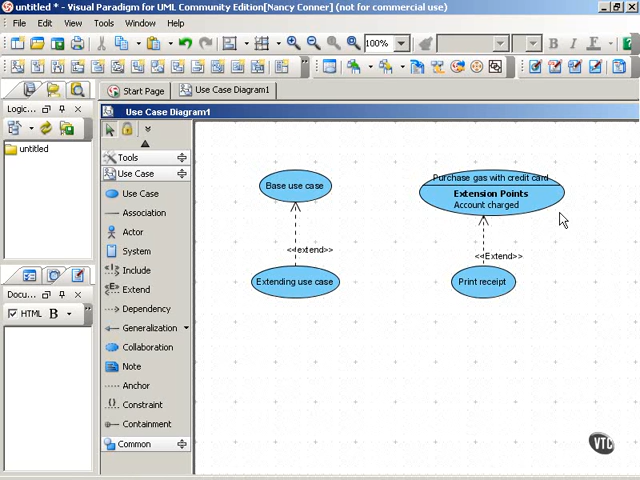 untitled * - Visual Paradigm for UML Community Edition[Nancy Conner] (not for commercial use)
File Edit View Tools Window Help
100%
B I
Start Page
Use Case Diagram1
Logic...
untitled
Docu...
HTML B
Use Case Diagram1
Tools
Use Case
Use Case
Association
Actor
System
Include
Extend
Dependency
Generalization
Collaboration
Note
Anchor
Constraint
Containment
Common
Base use case
<<extend>>
Extending use case
Purchase gas with credit card
Extension Points
Account charged
<<Extend>>
Print receipt
VTC